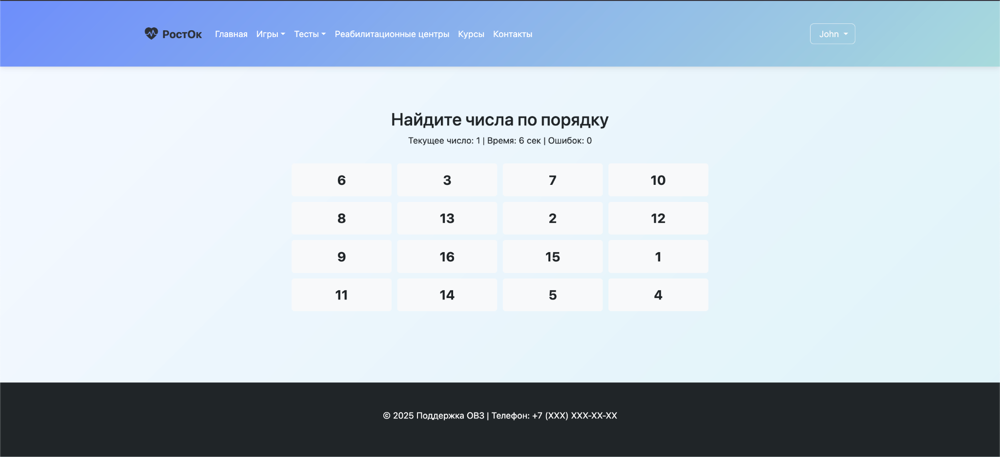 РостОк Главная Игры Тесты Реабилитационные центры Курсы Контакты John
Найдите числа по порядку
Текущее число: 1 | Время: 6 сек | Ошибок: 0
6 3 7 10
8 13 2 12
9 16 15 1
11 14 5 4
© 2025 Поддержка ОВЗ | Телефон: +7 (XXX) XXX-XX-XX